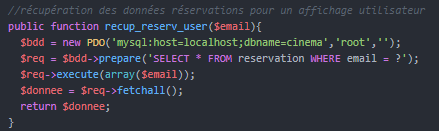 //récupération des données réservations pour un affichage utilisateur
public function recup_reserv_user($email){
$bdd = new PDO('mysql:host=localhost;dbname=cinema','root','');
$req = $bdd->prepare('SELECT * FROM reservation WHERE email = ?');
$req->execute(array($email));
$donnee = $req->fetchall();
return $donnee;
}